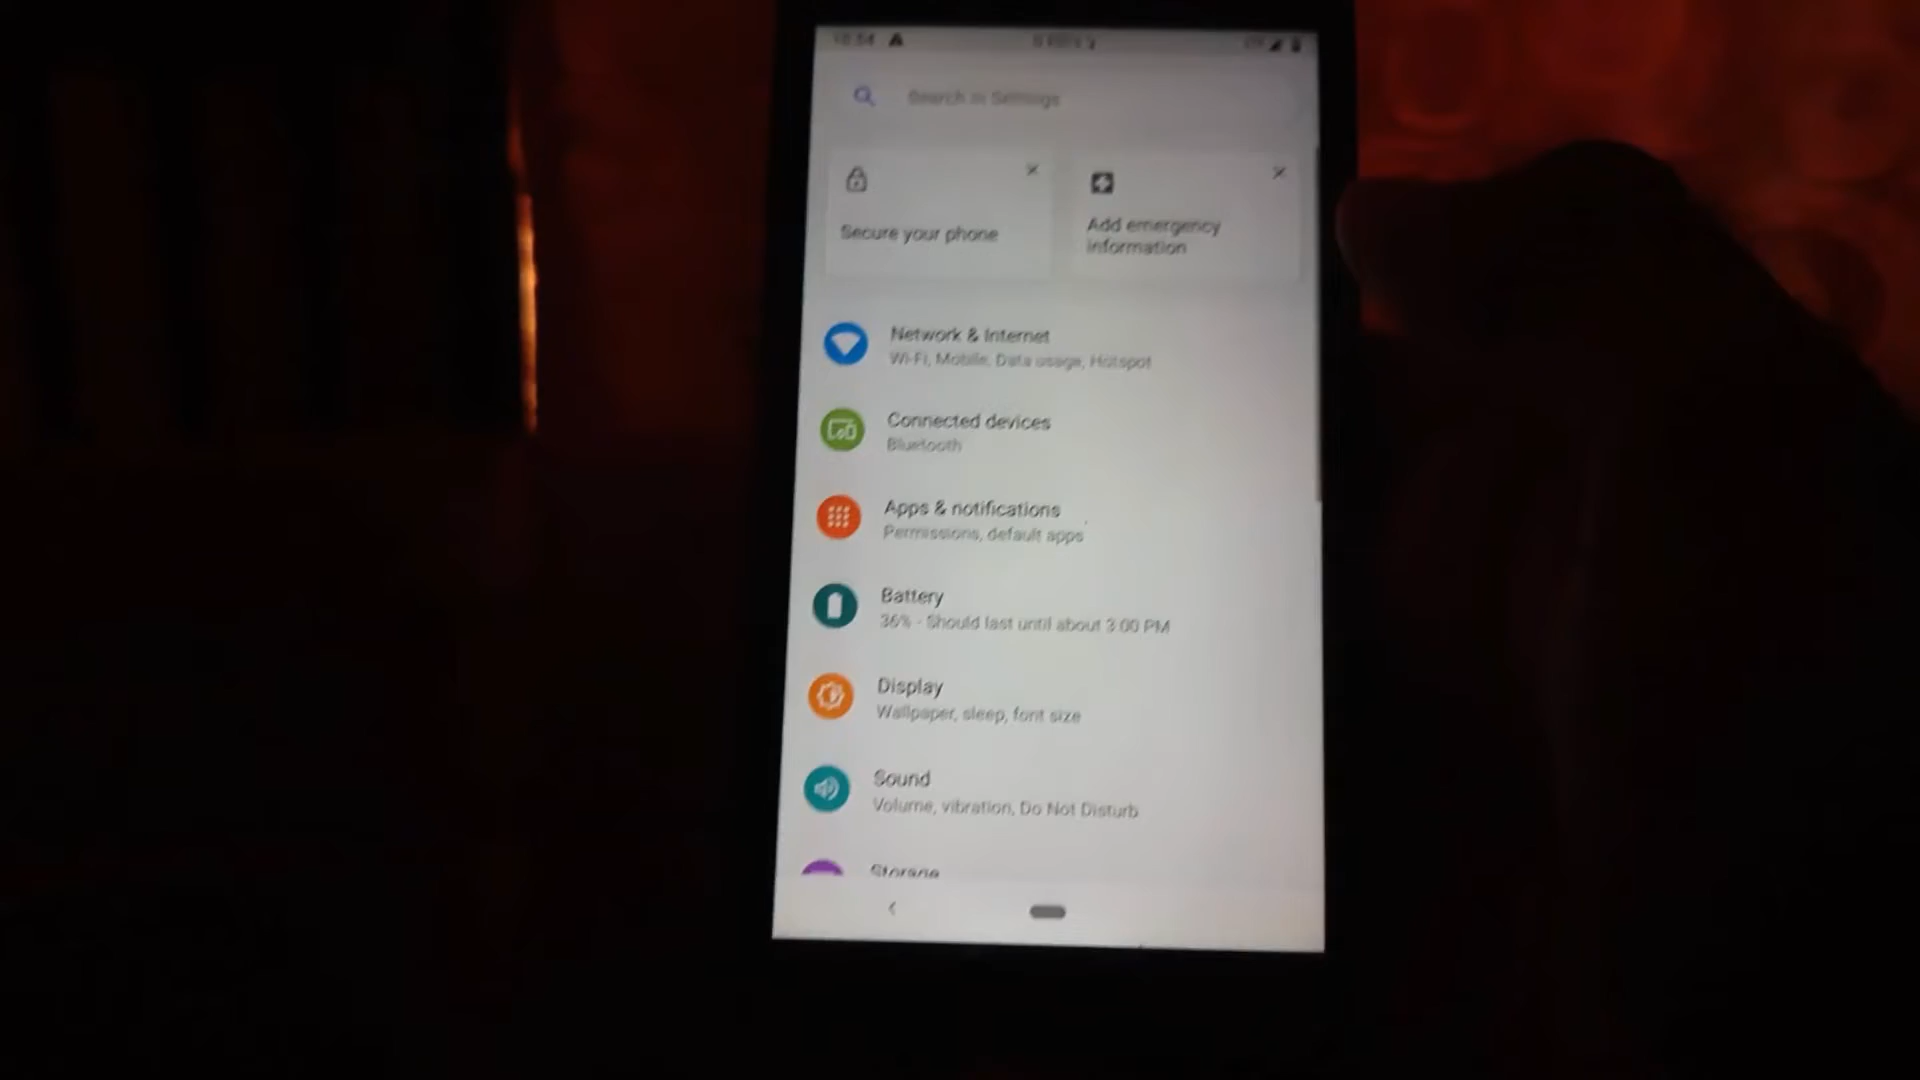 10:54
Search in Settings
Secure your phone
Add emergency
information
Network & Internet
Wi-Fi, Mobile, Data usage, Hotspot
Connected devices
Bluetooth
Apps & notifications
Permissions, default apps
Battery
36% - Should last until about 3:00 PM
Display
Wallpaper, sleep, font size
Sound
Volume, vibration, Do Not Disturb
Storage